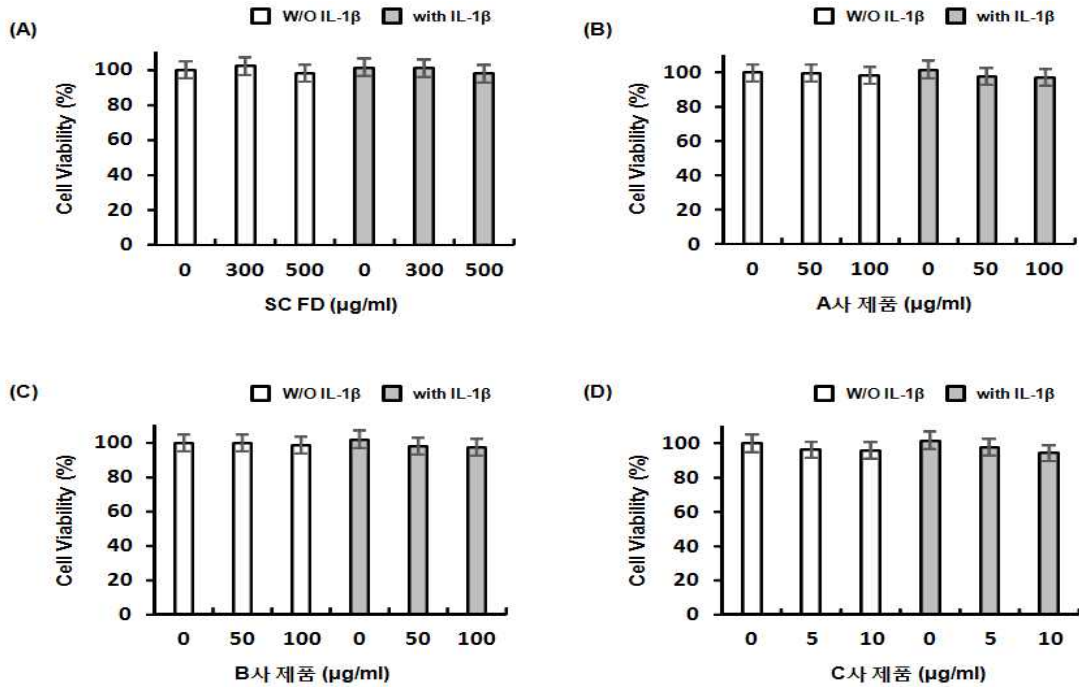 (A)
W/O IL-1β with IL-1β
Cell Viability (%)
100
80
60
40
20
0
0 300 500 0 300 500
SC FD (μg/ml)
(B)
W/O IL-1β with IL-1β
Cell Viability (%)
100
80
60
40
20
0
0 50 100 0 50 100
A사 제품 (μg/ml)
(C)
W/O IL-1β with IL-1β
Cell Viability (%)
100
80
60
40
20
0
0 50 100 0 50 100
B사 제품 (μg/ml)
(D)
W/O IL-1β with IL-1β
Cell Viability (%)
100
80
60
40
20
0
0 5 10 0 5 10
C사 제품 (μg/ml)